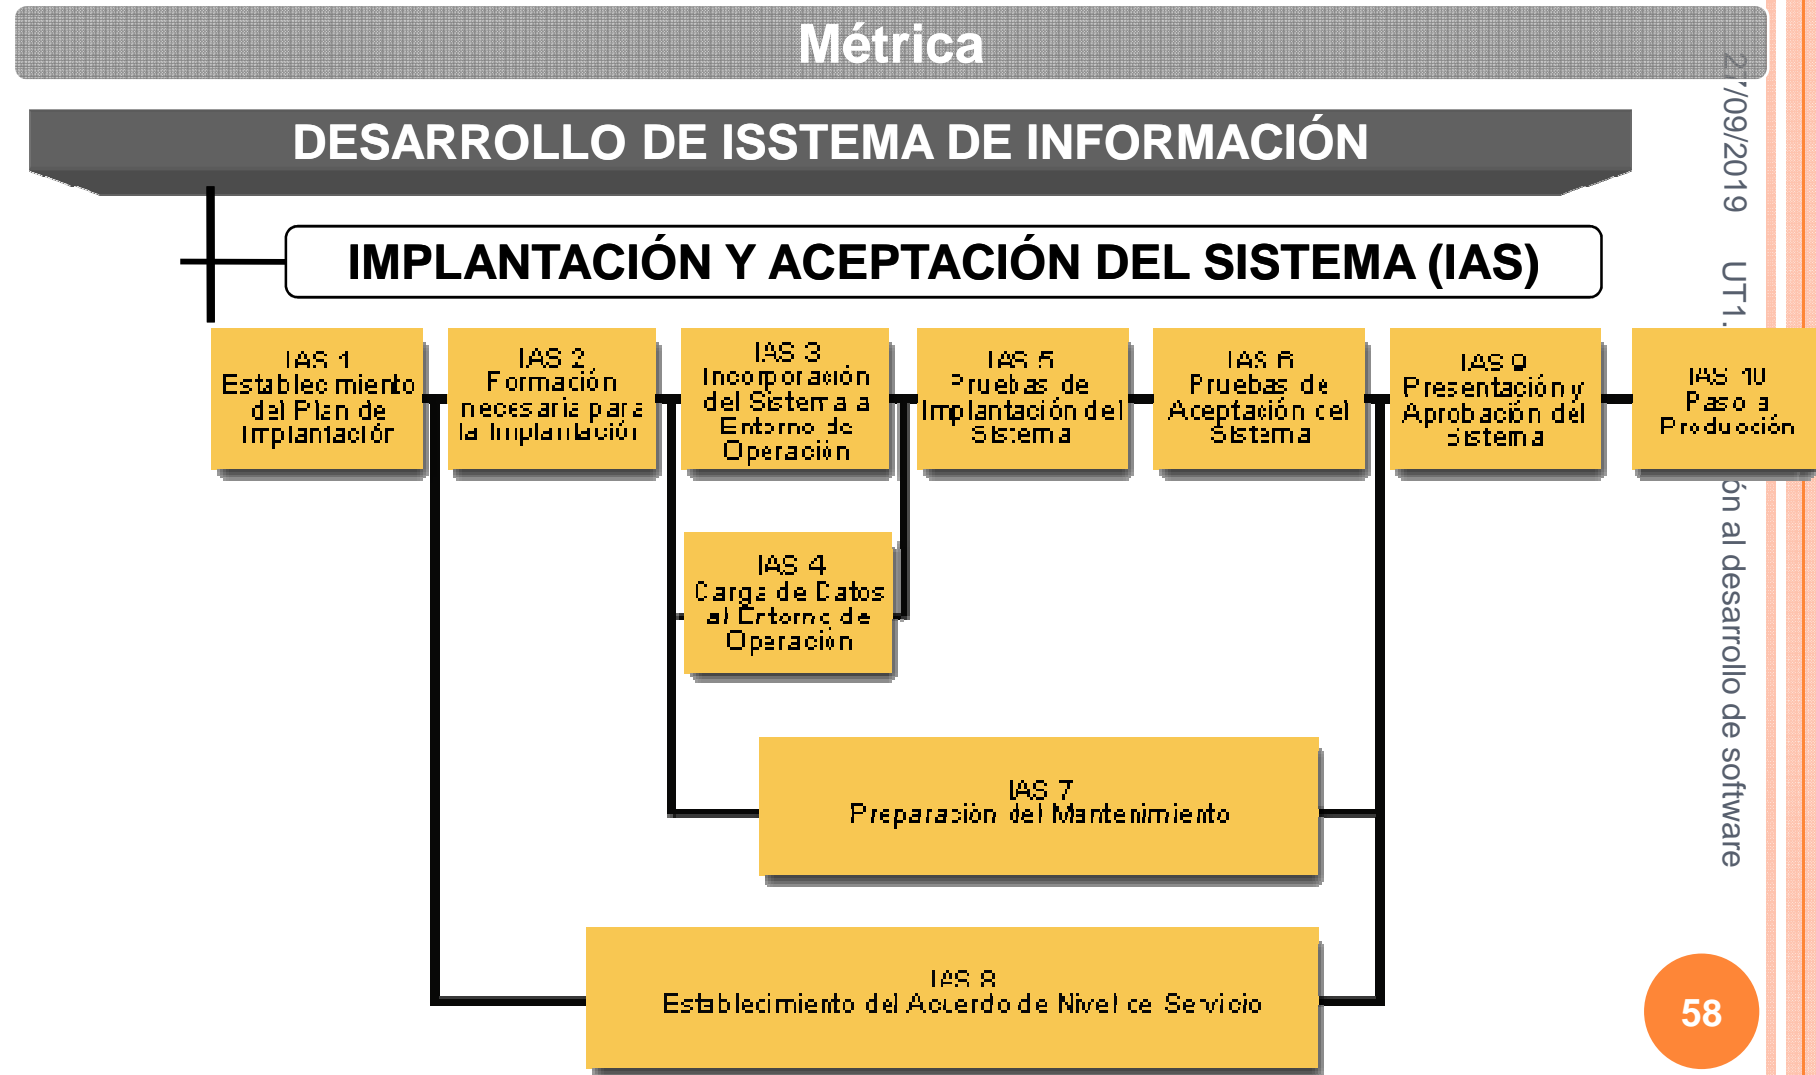 Métrica
DESARROLLO DE ISSTEMA DE INFORMACIÓN
IMPLANTACIÓN Y ACEPTACIÓN DEL SISTEMA (IAS)
IAS 1
Establecimiento
del Plan de
Implantación
IAS 2
Formación
necesaria para
la Implantación
IAS 3
Incorporación
del Sistema a
Entorno de
Operación
IAS 5
Pruebas de
Implantación del
Sistema
IAS 6
Pruebas de
Aceptación del
Sistema
IAS 9
Presentación y
Aprobación del
Sistema
IAS 10
Paso a
Producción
IAS 4
Carga de Datos
al Entorno de
Operación
IAS 7
Preparación del Mantenimiento
IAS 8
Establecimiento del Acuerdo de Nivel de Servicio
27/09/2019
UT1. al desarrollo de software
58